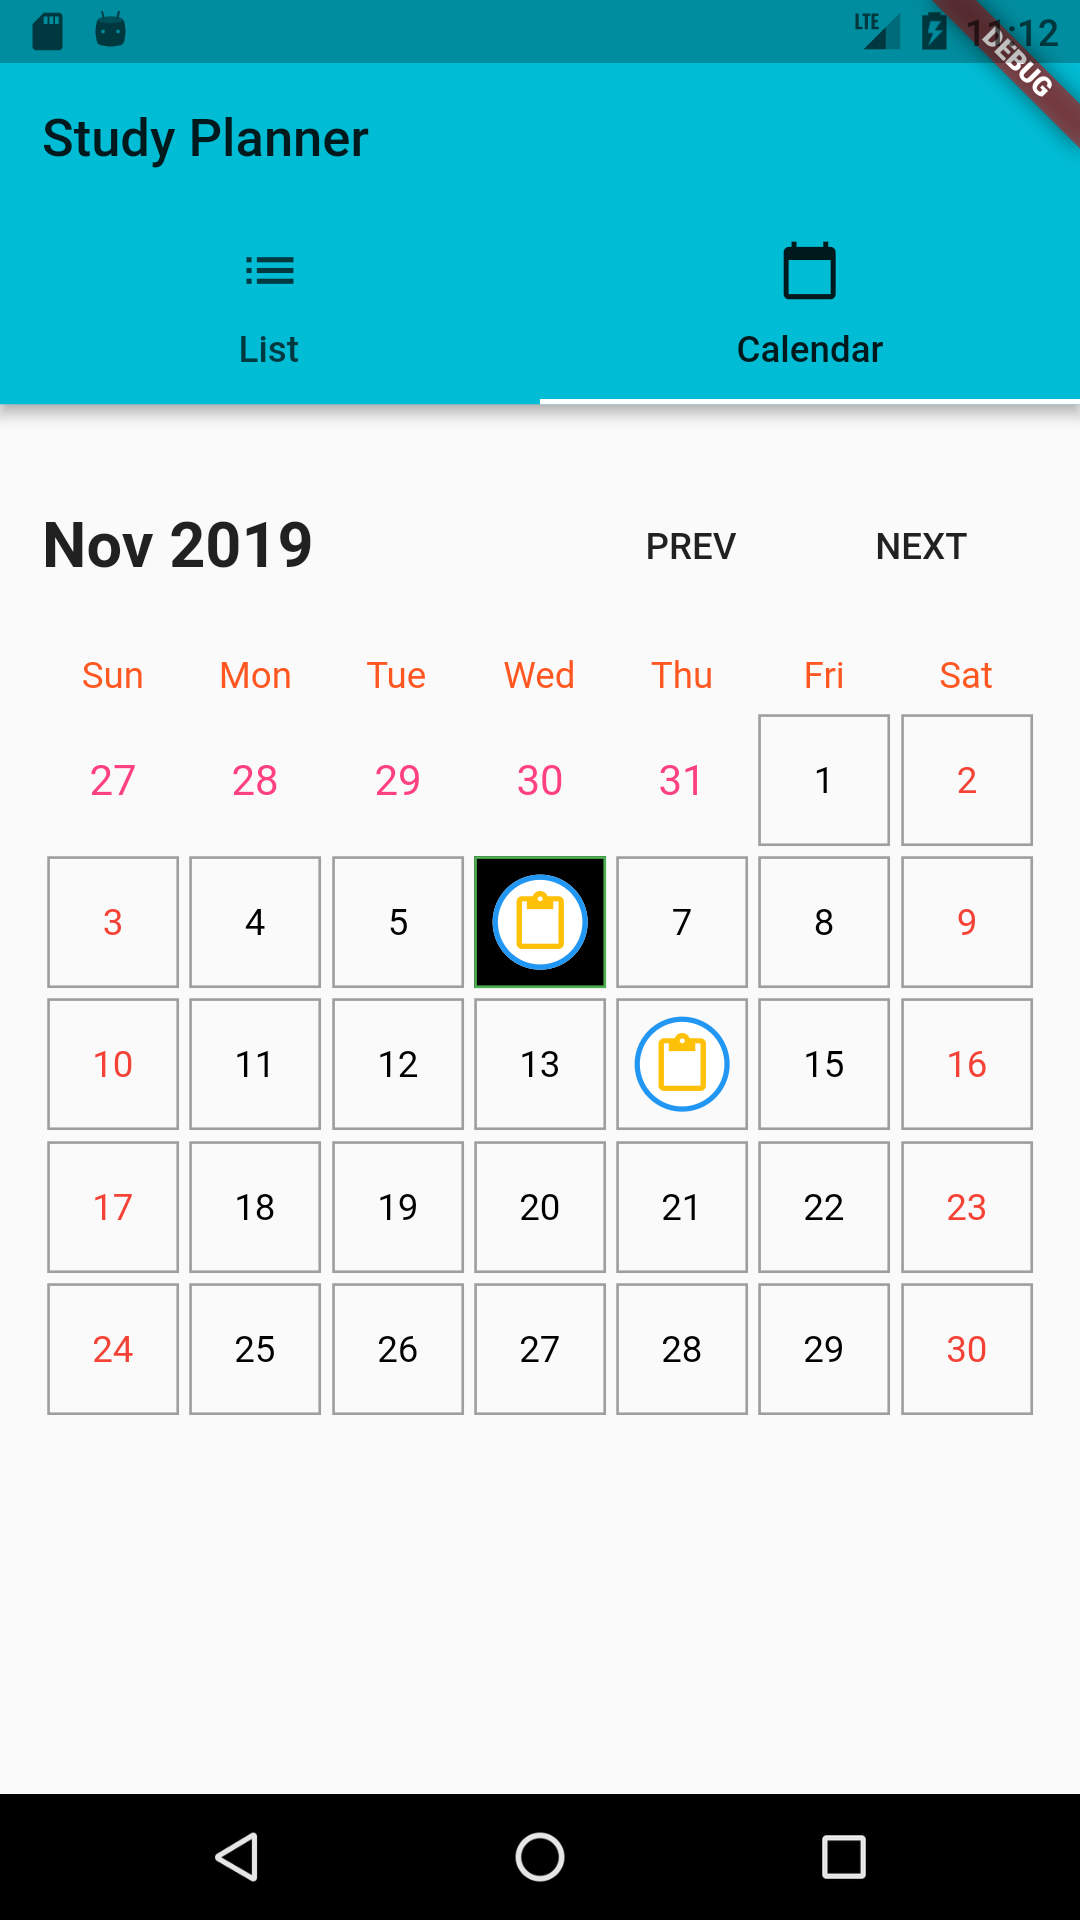 LTE 11:12
DEBUG
Study Planner
List Calendar
Nov 2019 PREV NEXT
Sun Mon Tue Wed Thu Fri Sat
27 28 29 30 31 1 2
3 4 5 7 8 9
10 11 12 13 15 16
17 18 19 20 21 22 23
24 25 26 27 28 29 30